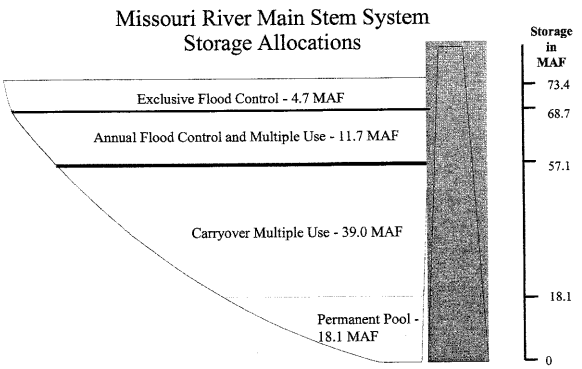 Missouri River Main Stem System
Storage Allocations
Storage
in
MAF
73.4
Exclusive Flood Control - 4.7 MAF
68.7
Annual Flood Control and Multiple Use - 11.7 MAF
57.1
Carryover Multiple Use - 39.0 MAF
18.1
Permanent Pool -
18.1 MAF
0